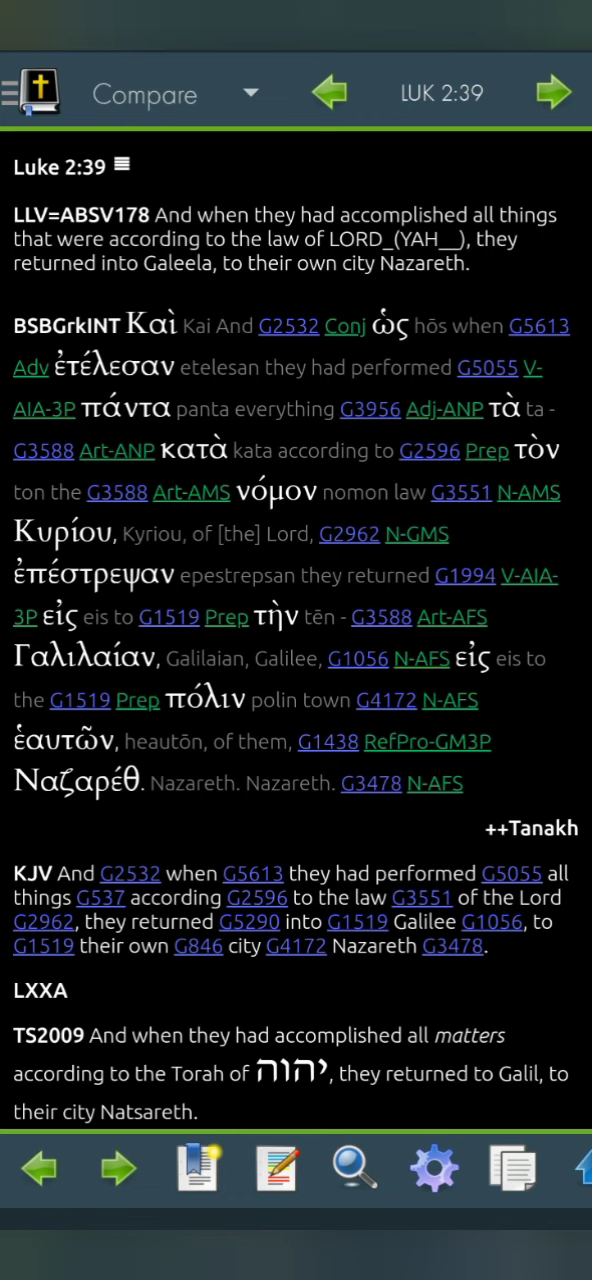 Compare
LUK 2:39
Luke 2:39
LLV=ABSV178 And when they had accomplished all things
that were according to the law of LORD_(YAH__), they
returned into Galeela, to their own city Nazareth.
BSBGrkINT Καὶ Kai And G2532 Conj ὡς hōs when G5613
Adv ἐτέλεσαν etelesan they had performed G5055 V-
AIA-3P πάντα panta everything G3956 Adj-ANP τὰ ta -
G3588 Art-ANP κατὰ kata according to G2596 Prep τὸν
ton the G3588 Art-AMS νόμον nomon law G3551 N-AMS
Κυρίου, Kyriou, of [the] Lord, G2962 N-GMS
ἐπέστρεψαν epestrepsan they returned G1994 V-AIA-
3P εἰς eis to G1519 Prep τὴν tēn - G3588 Art-AFS
Γαλιλαίαν, Galilaian, Galilee, G1056 N-AFS εἰς eis to
the G1519 Prep πόλιν polin town G4172 N-AFS
ἑαυτῶν, heautōn, of them, G1438 RefPro-GM3P
Ναζαρέθ. Nazareth. Nazareth. G3478 N-AFS
++Tanakh
KJV And G2532 when G5613 they had performed G5055 all
things G537 according G2596 to the law G3551 of the Lord
G2962, they returned G5290 into G1519 Galilee G1056, to
G1519 their own G846 city G4172 Nazareth G3478.
LXXA
TS2009 And when they had accomplished all matters
according to the Torah of יהוה, they returned to Galil, to
their city Natsareth.